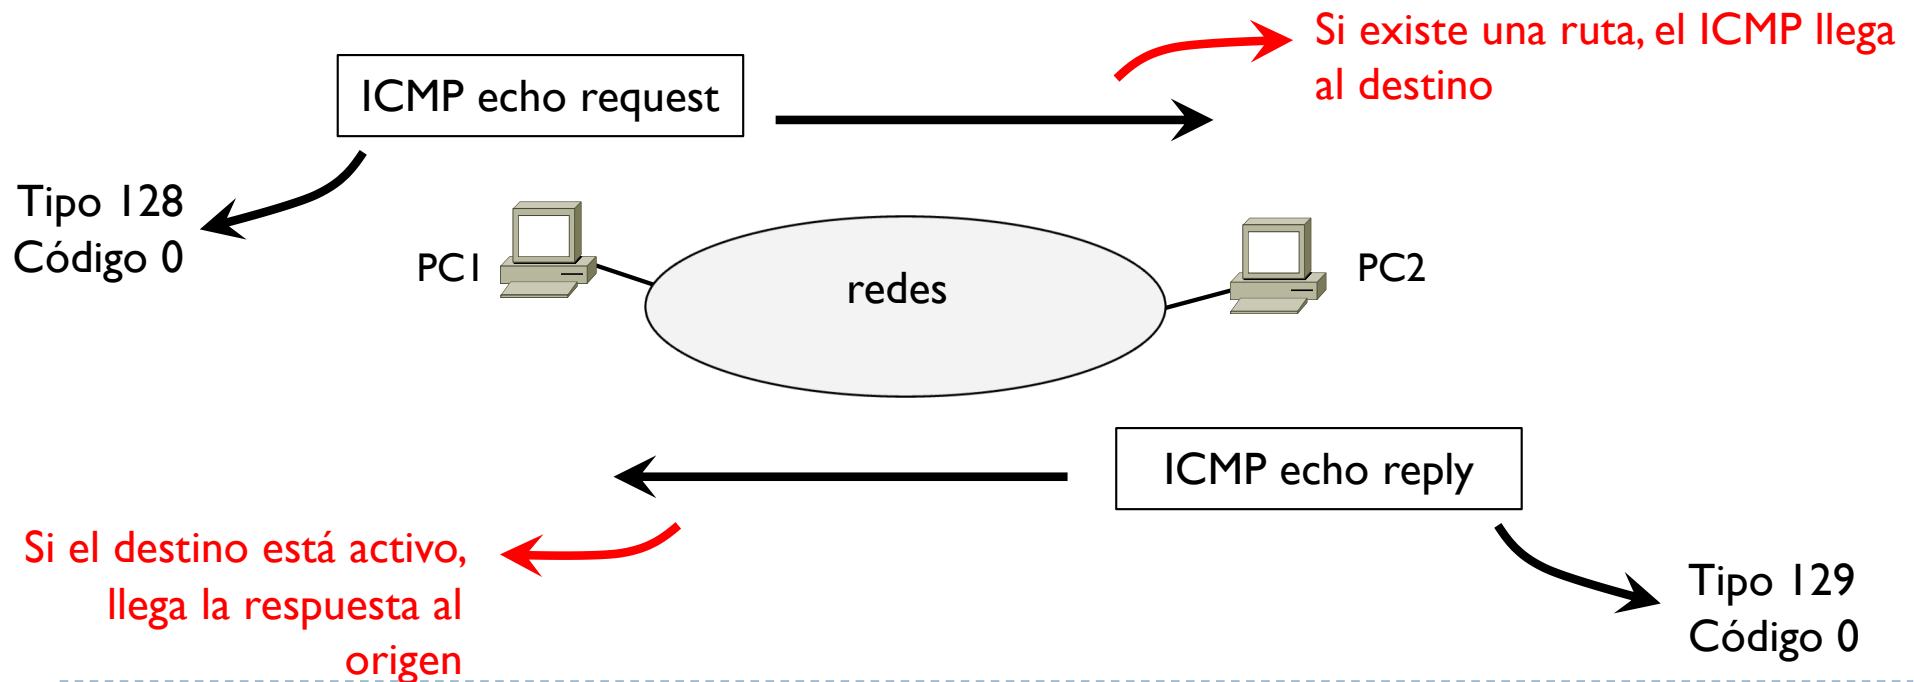 Si existe una ruta, el ICMP llega
al destino
ICMP echo request
Tipo 128
Código 0
PC1
redes
PC2
ICMP echo reply
Si el destino está activo,
llega la respuesta al
origen
Tipo 129
Código 0